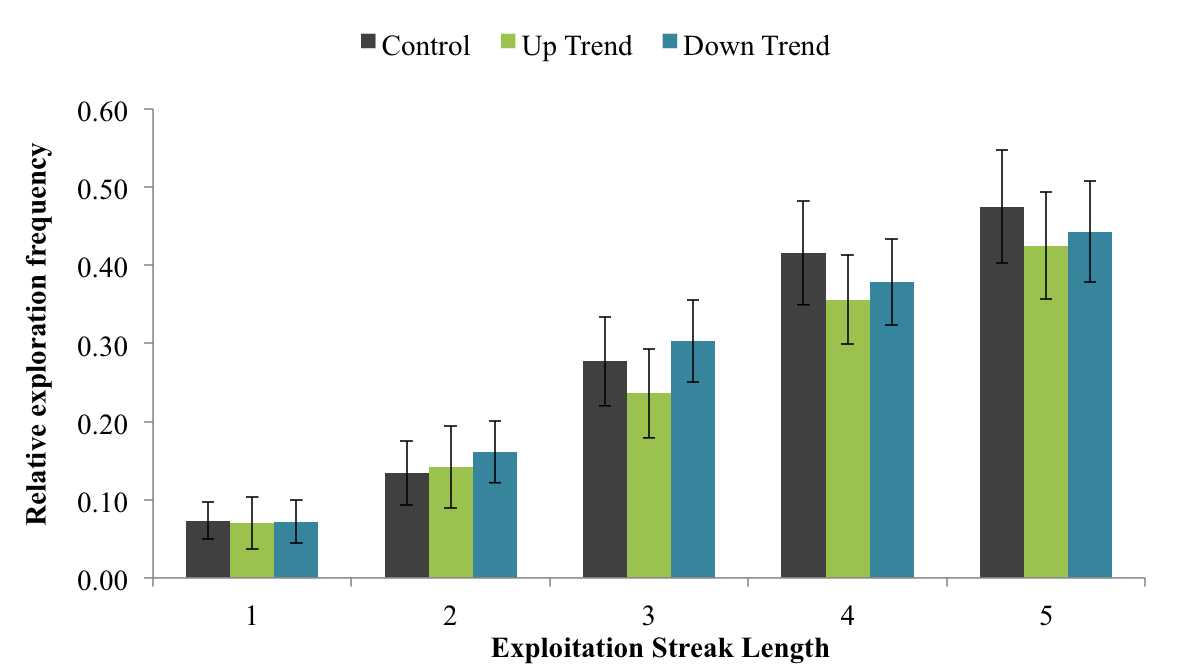 Control Up Trend Down Trend
0.60
0.50
0.40
0.30
0.20
0.10
0.00
Relative exploration frequency
1 2 3 4 5
Exploitation Streak Length